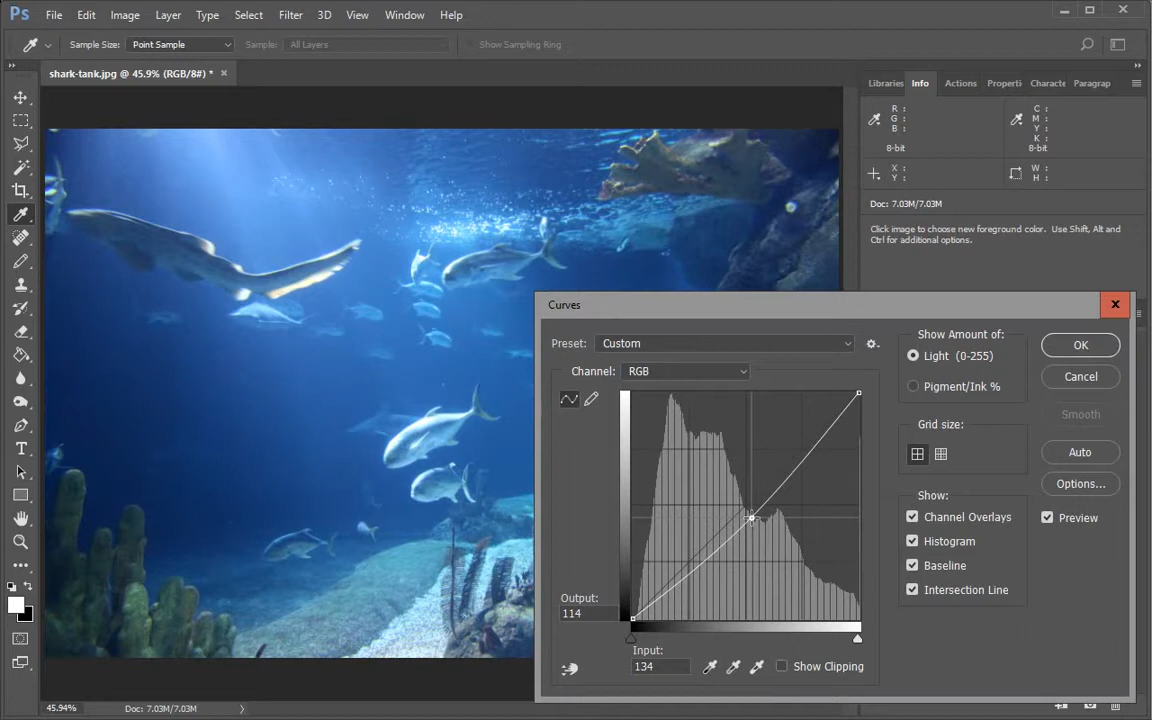 Ps File Edit Image Layer Type Select Filter 3D View Window Help
Sample Size: Point Sample Sample: All Layers Show Sampling Ring
shark-tank.jpg @ 45.9% (RGB/8#) * ×
Libraries Info Actions Properti Characte Paragrap
R : C :
G : M :
B : Y :
K :
8-bit 8-bit
X : W :
Y : H :
Doc: 7.03M/7.03M
Click image to choose new foreground color. Use Shift, Alt and
Ctrl for additional options.
Curves
Preset: Custom
Channel: RGB
Output:
114
Input:
134
Show Clipping
Show Amount of:
Light (0-255)
Pigment/Ink %
Grid size:
Show:
Channel Overlays
Histogram
Baseline
Intersection Line
OK
Cancel
Smooth
Auto
Options...
Preview
45.94% Doc: 7.03M/7.03M